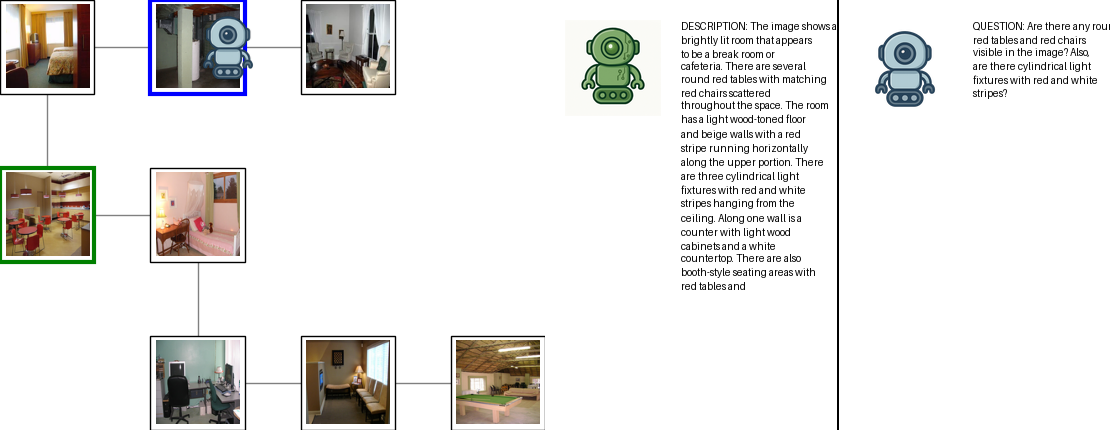 DESCRIPTION: The image shows a
brightly lit room that appears
to be a break room or
cafeteria. There are several
round red tables with matching
red chairs scattered
throughout the space. The room
has a light wood-toned floor
and beige walls with a red
stripe running horizontally
along the upper portion. There
are three cylindrical light
fixtures with red and white
stripes hanging from the
ceiling. Along one wall is a
counter with light wood
cabinets and a white
countertop. There are also
booth-style seating areas with
red tables and
QUESTION: Are there any
red tables and red chairs
visible in the image? Also,
are there cylindrical light
fixtures with red and white
stripes?